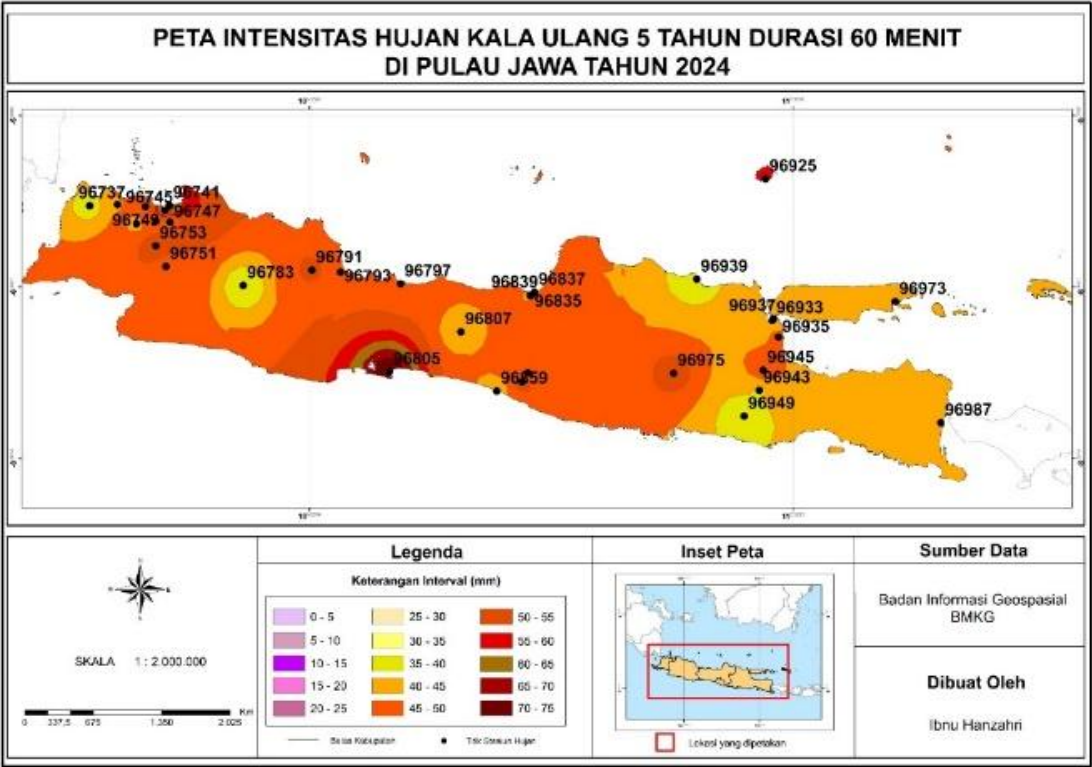 PETA INTENSITAS HUJAN KALA ULANG 5 TAHUN DURASI 60 MENIT
DI PULAU JAWA TAHUN 2024
96925
96737
96745
96741
96749
96747
96753
96751
96783
96791
96793
96797
96839
96837
96835
96807
96805
96859
96939
96937
96933
96935
96973
96975
96945
96943
96949
96987
SKALA 1 : 2.000.000
0 337,5 675 1.350 2.025 Km
Legenda
Keterangan Interval (mm)
0 - 5
5 - 10
10 - 15
15 - 20
20 - 25
25 - 30
30 - 35
35 - 40
40 - 45
45 - 50
50 - 55
55 - 60
60 - 65
65 - 70
70 - 75
Batas Kabupaten
Titik Stasiun Hujan
Inset Peta
Lokasi yang dipetakan
Sumber Data
Badan Informasi Geospasial
BMKG
Dibuat Oleh
Ibnu Hanzahri